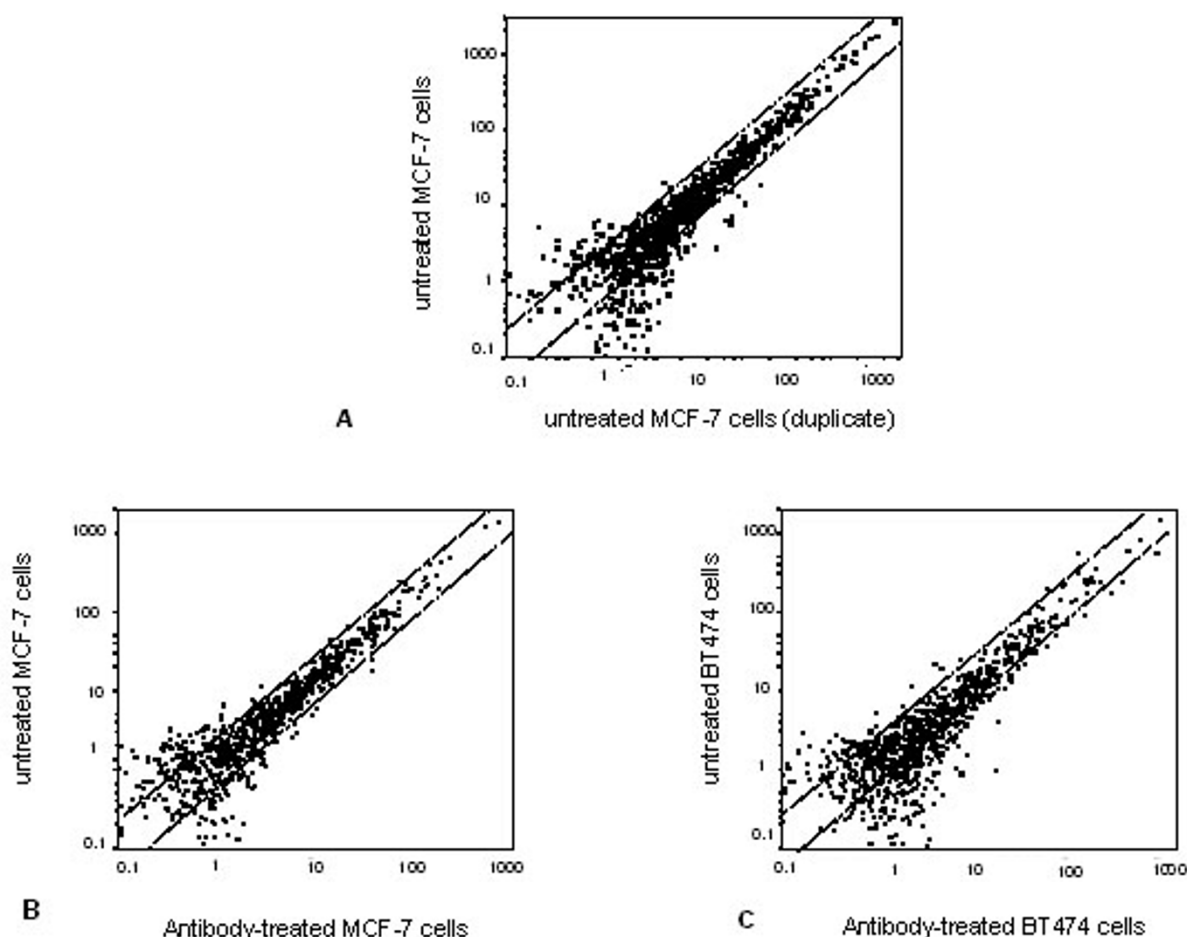 untreated MCF-7 cells
1000
100
10
1
0.1
0.1 1 10 100 1000
A
untreated MCF-7 cells (duplicate)
untreated MCF-7 cells
1000
100
10
1
0.1
0.1 1 10 100 1000
B
Antibody-treated MCF-7 cells
untreated BT474 cells
1000
100
10
1
0.1
0.1 1 10 100 1000
C
Antibody-treated BT474 cells